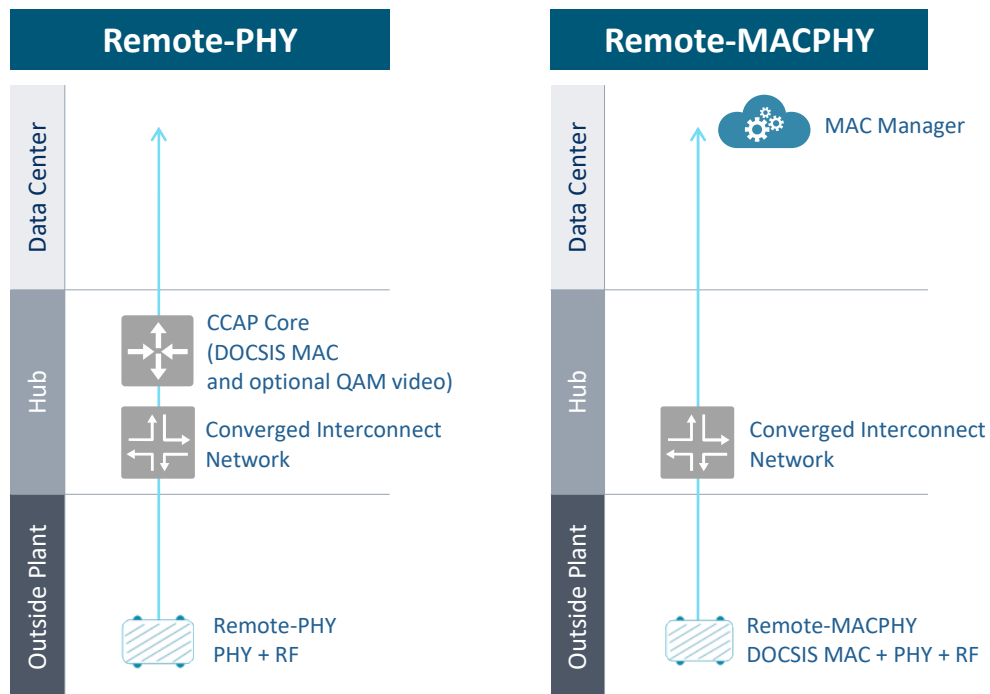 Remote-PHY
Data Center
Hub
CCAP Core
(DOCSIS MAC
and optional QAM video)
Converged Interconnect
Network
Outside Plant
Remote-PHY
PHY + RF
Remote-MACPHY
Data Center
MAC Manager
Hub
Converged Interconnect
Network
Outside Plant
Remote-MACPHY
DOCSIS MAC + PHY + RF